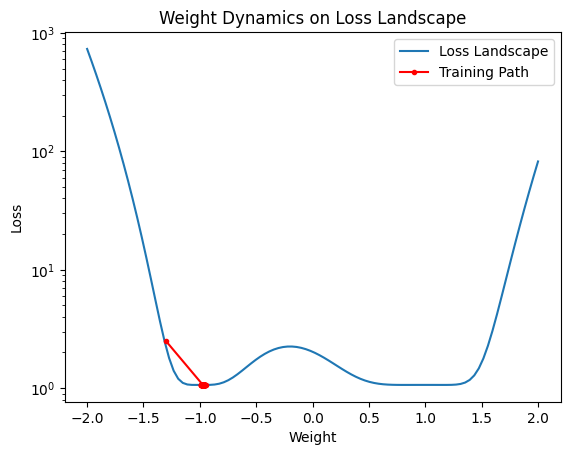 Weight Dynamics on Loss Landscape
Loss Landscape
Training Path
Loss
10³
10²
10¹
10⁰
−2.0 −1.5 −1.0 −0.5 0.0 0.5 1.0 1.5 2.0
Weight